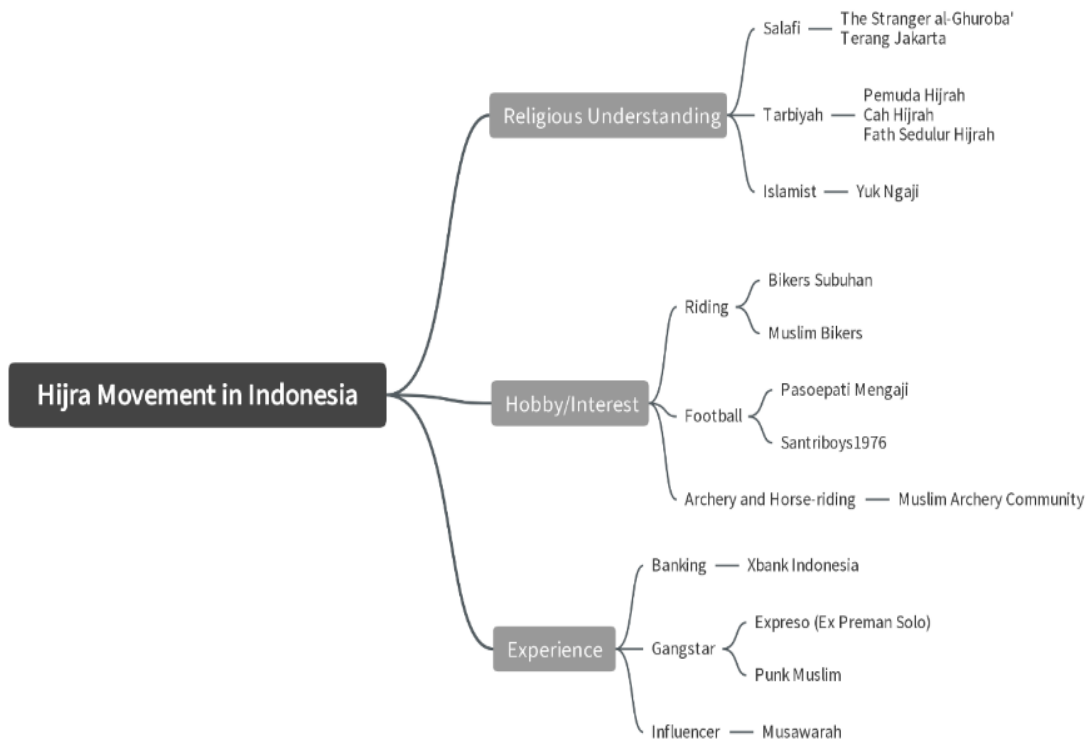 Hijra Movement in Indonesia
Religious Understanding
Salafi
The Stranger al-Ghuroba'
Terang Jakarta
Tarbiyah
Pemuda Hijrah
Cah Hijrah
Fath Sedulur Hijrah
Islamist
Yuk Ngaji
Hobby/Interest
Riding
Bikers Subuhan
Muslim Bikers
Football
Pasoepati Mengaji
Santriboys1976
Archery and Horse-riding
Muslim Archery Community
Experience
Banking
Xbank Indonesia
Gangstar
Expreso (Ex Preman Solo)
Punk Muslim
Influencer
Musawarah